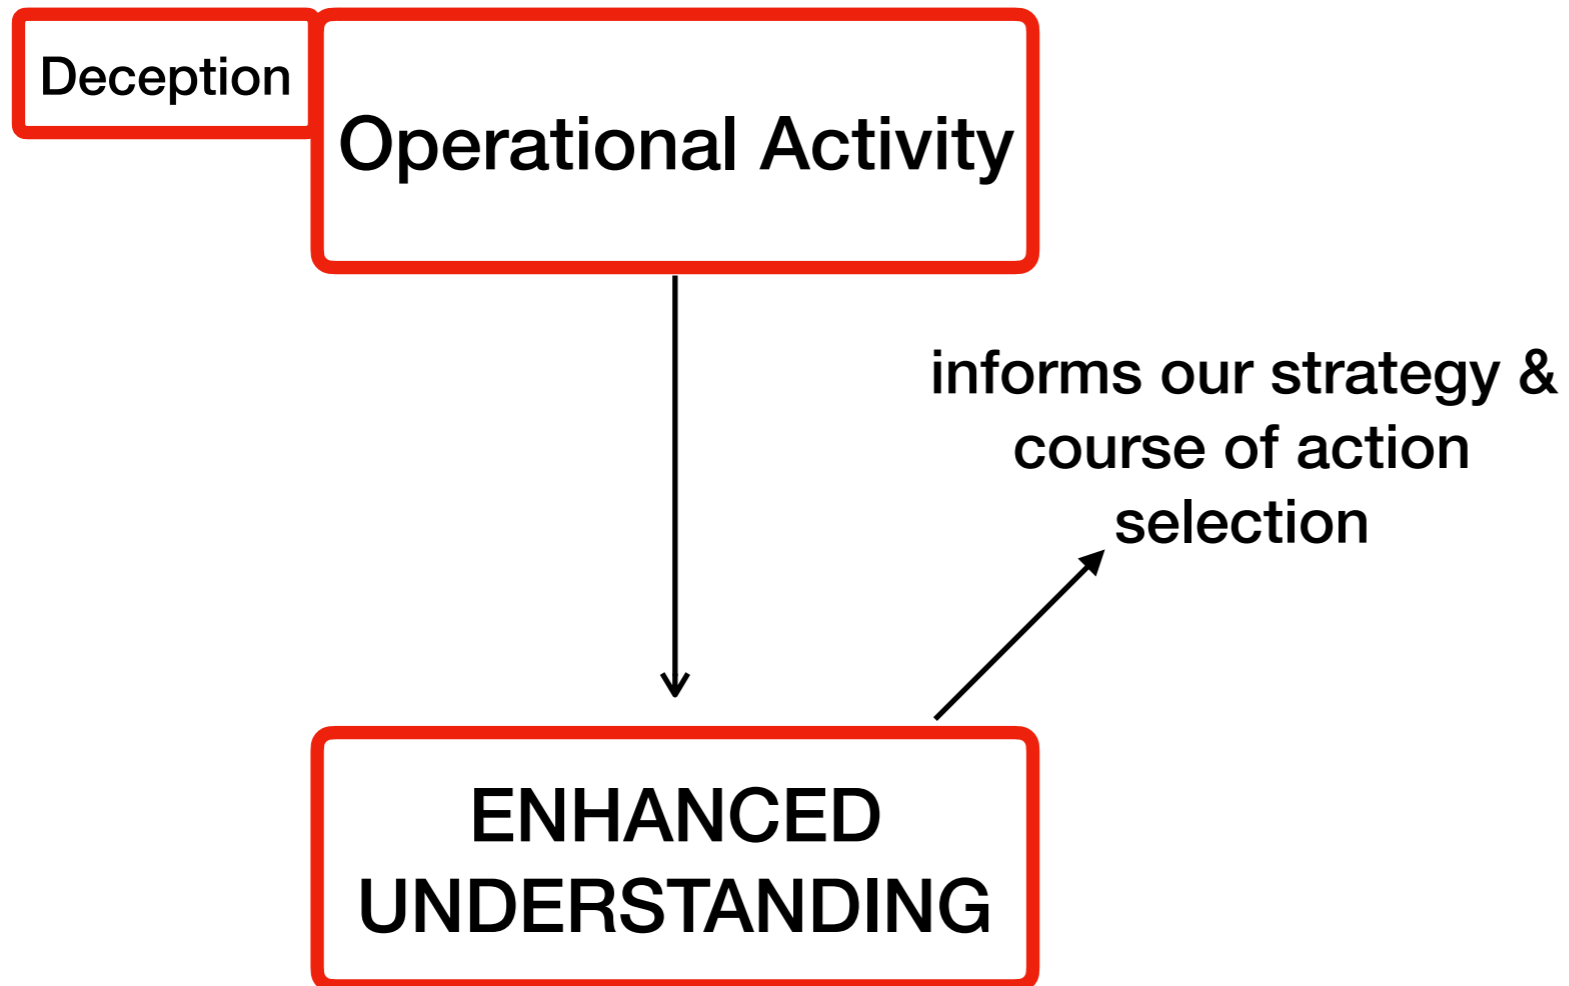 Deception
Operational Activity
informs our strategy &
course of action
selection
ENHANCED
UNDERSTANDING